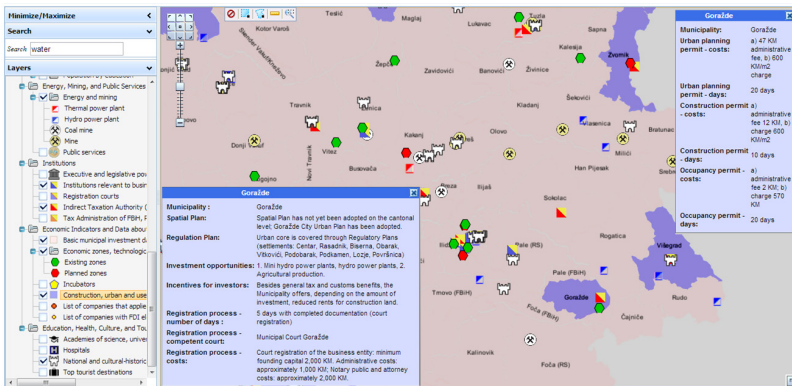 Minimize/Maximize
Search
Search water
Layers
Energy, Mining, and Public Services
Energy and mining
Thermal power plant
Hydro power plant
Coal mine
Mine
Public services
Institutions
Executive and legislative pov
Institutions relevant to busir
Registration courts
Indirect Taxation Authority (
Tax Administration of FBiH, F
Economic Indicators and Data about
Basic municipal investment da
Economic zones, technologic
Existing zones
Planned zones
Incubators
Construction, urban and use
List of companies that applie
List of companies with FDI el
Education, Health, Culture, and Tou
Academies of science, univer
Hospitals
National and cultural-historic
Top tourist destinations
Kotor Varoš
Teslić
Maglaj
Lukavac
Tuzla
Sapna
Kalesija
Zvornik
Žepče
Zavidovići
Banovići
Živinice
Travnik
Zenica
Kladanj
Šekovići
Vlasenica
Bratunac
Milići
Donji Vakuf
Novi Travnik
Vitez
Busovača
Kakanj
Olovo
Han Pijesak
Bugojno
Ilijaš
Sokolac
Rogatica
Višegrad
Pale (RS)
Pale (FBiH)
Trnovo (FBiH)
Goražde
Rudo
Foča (FBiH)
Čajniče
Kalinovik
Foča (RS)
Goražde
Municipality : Goražde
Spatial Plan: Spatial Plan has not yet been adopted on the cantonal
level; Goražde City Urban Plan has been adopted.
Regulation Plan: Urban core is covered through Regulatory Plans
(settlements: Centar, Rasadnik, Biserna, Obarak,
Vitkovići, Podobarak, Podkamen, Lozje, Površnica)
Investment opportunities: 1. Mini hydro power plants, hydro power plants, 2.
Agricultural production.
Incentives for investors: Besides general tax and customs benefits, the
Municipality offers, depending on the amount of
investment, reduced rents for construction land.
Registration process - number of days : 5 days with completed documentation (court
registration)
Registration process - competent court: Municipal Court Goražde
Registration process - costs: Court registration of the business entity: minimum
founding capital 2,000 KM. Administrative costs:
approximately 1,000 KM; Notary public and attorney
costs: approximately 2,000 KM.
Goražde
Municipality: Goražde
Urban planning permit - costs: a) 47 KM
administrative
fee, b) 600
KM/m2
charge
Urban planning permit - days: 20 days
Construction permit - costs: a)
administrative
fee 12 KM, b)
charge 600
KM/m2
Construction permit - days: 10 days
Occupancy permit - costs: a)
administrative
fee 2 KM; b)
charge 570
KM
Occupancy permit - days: 20 days